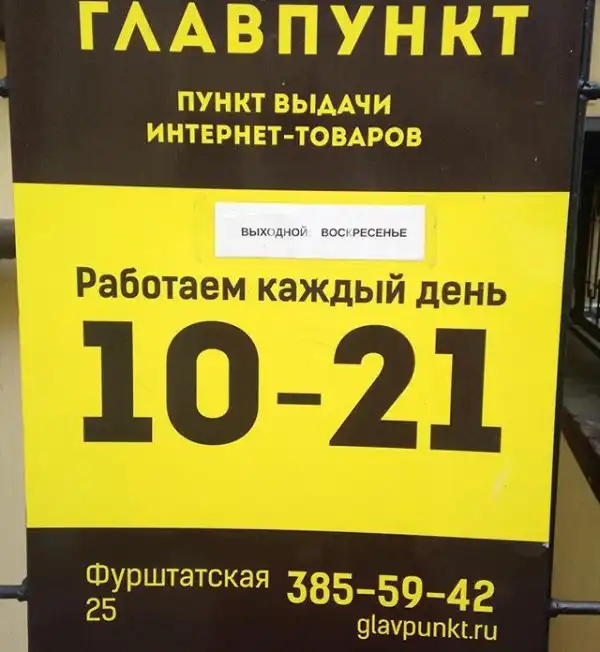 ГЛАВПУНКТ
ПУНКТ ВЫДАЧИ
ИНТЕРНЕТ-ТОВАРОВ
ВЫХОДНОЙ ВОСКРЕСЕНЬЕ
Работаем каждый день
10-21
Фурштатская 385-59-42
25
glavpunkt.ru